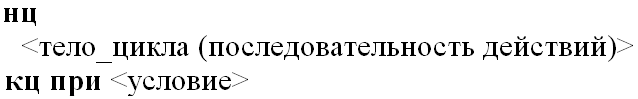 нц
<тело_цикла (последовательность действий)>
кц при <условие>